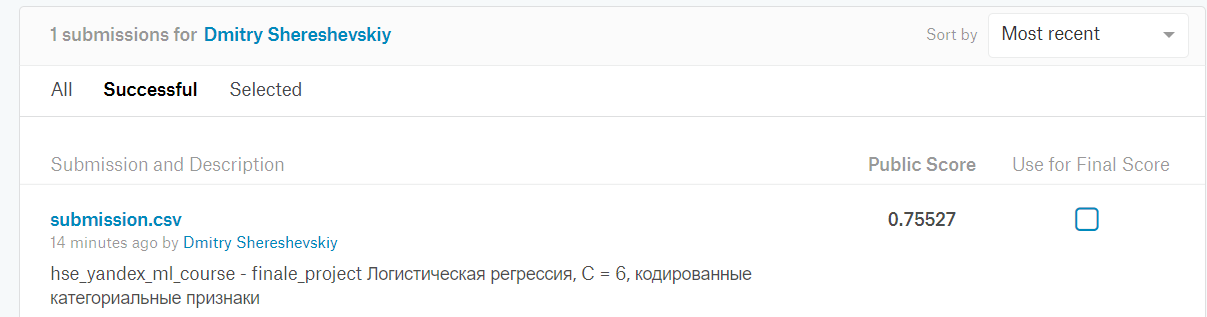 1 submissions for Dmitry Shereshevskiy
Sort by Most recent
All Successful Selected
Submission and Description Public Score Use for Final Score
submission.csv 0.75527
14 minutes ago by Dmitry Shereshevskiy
hse_yandex_ml_course - finale_project Логистическая регрессия, C = 6, кодированные
категориальные признаки